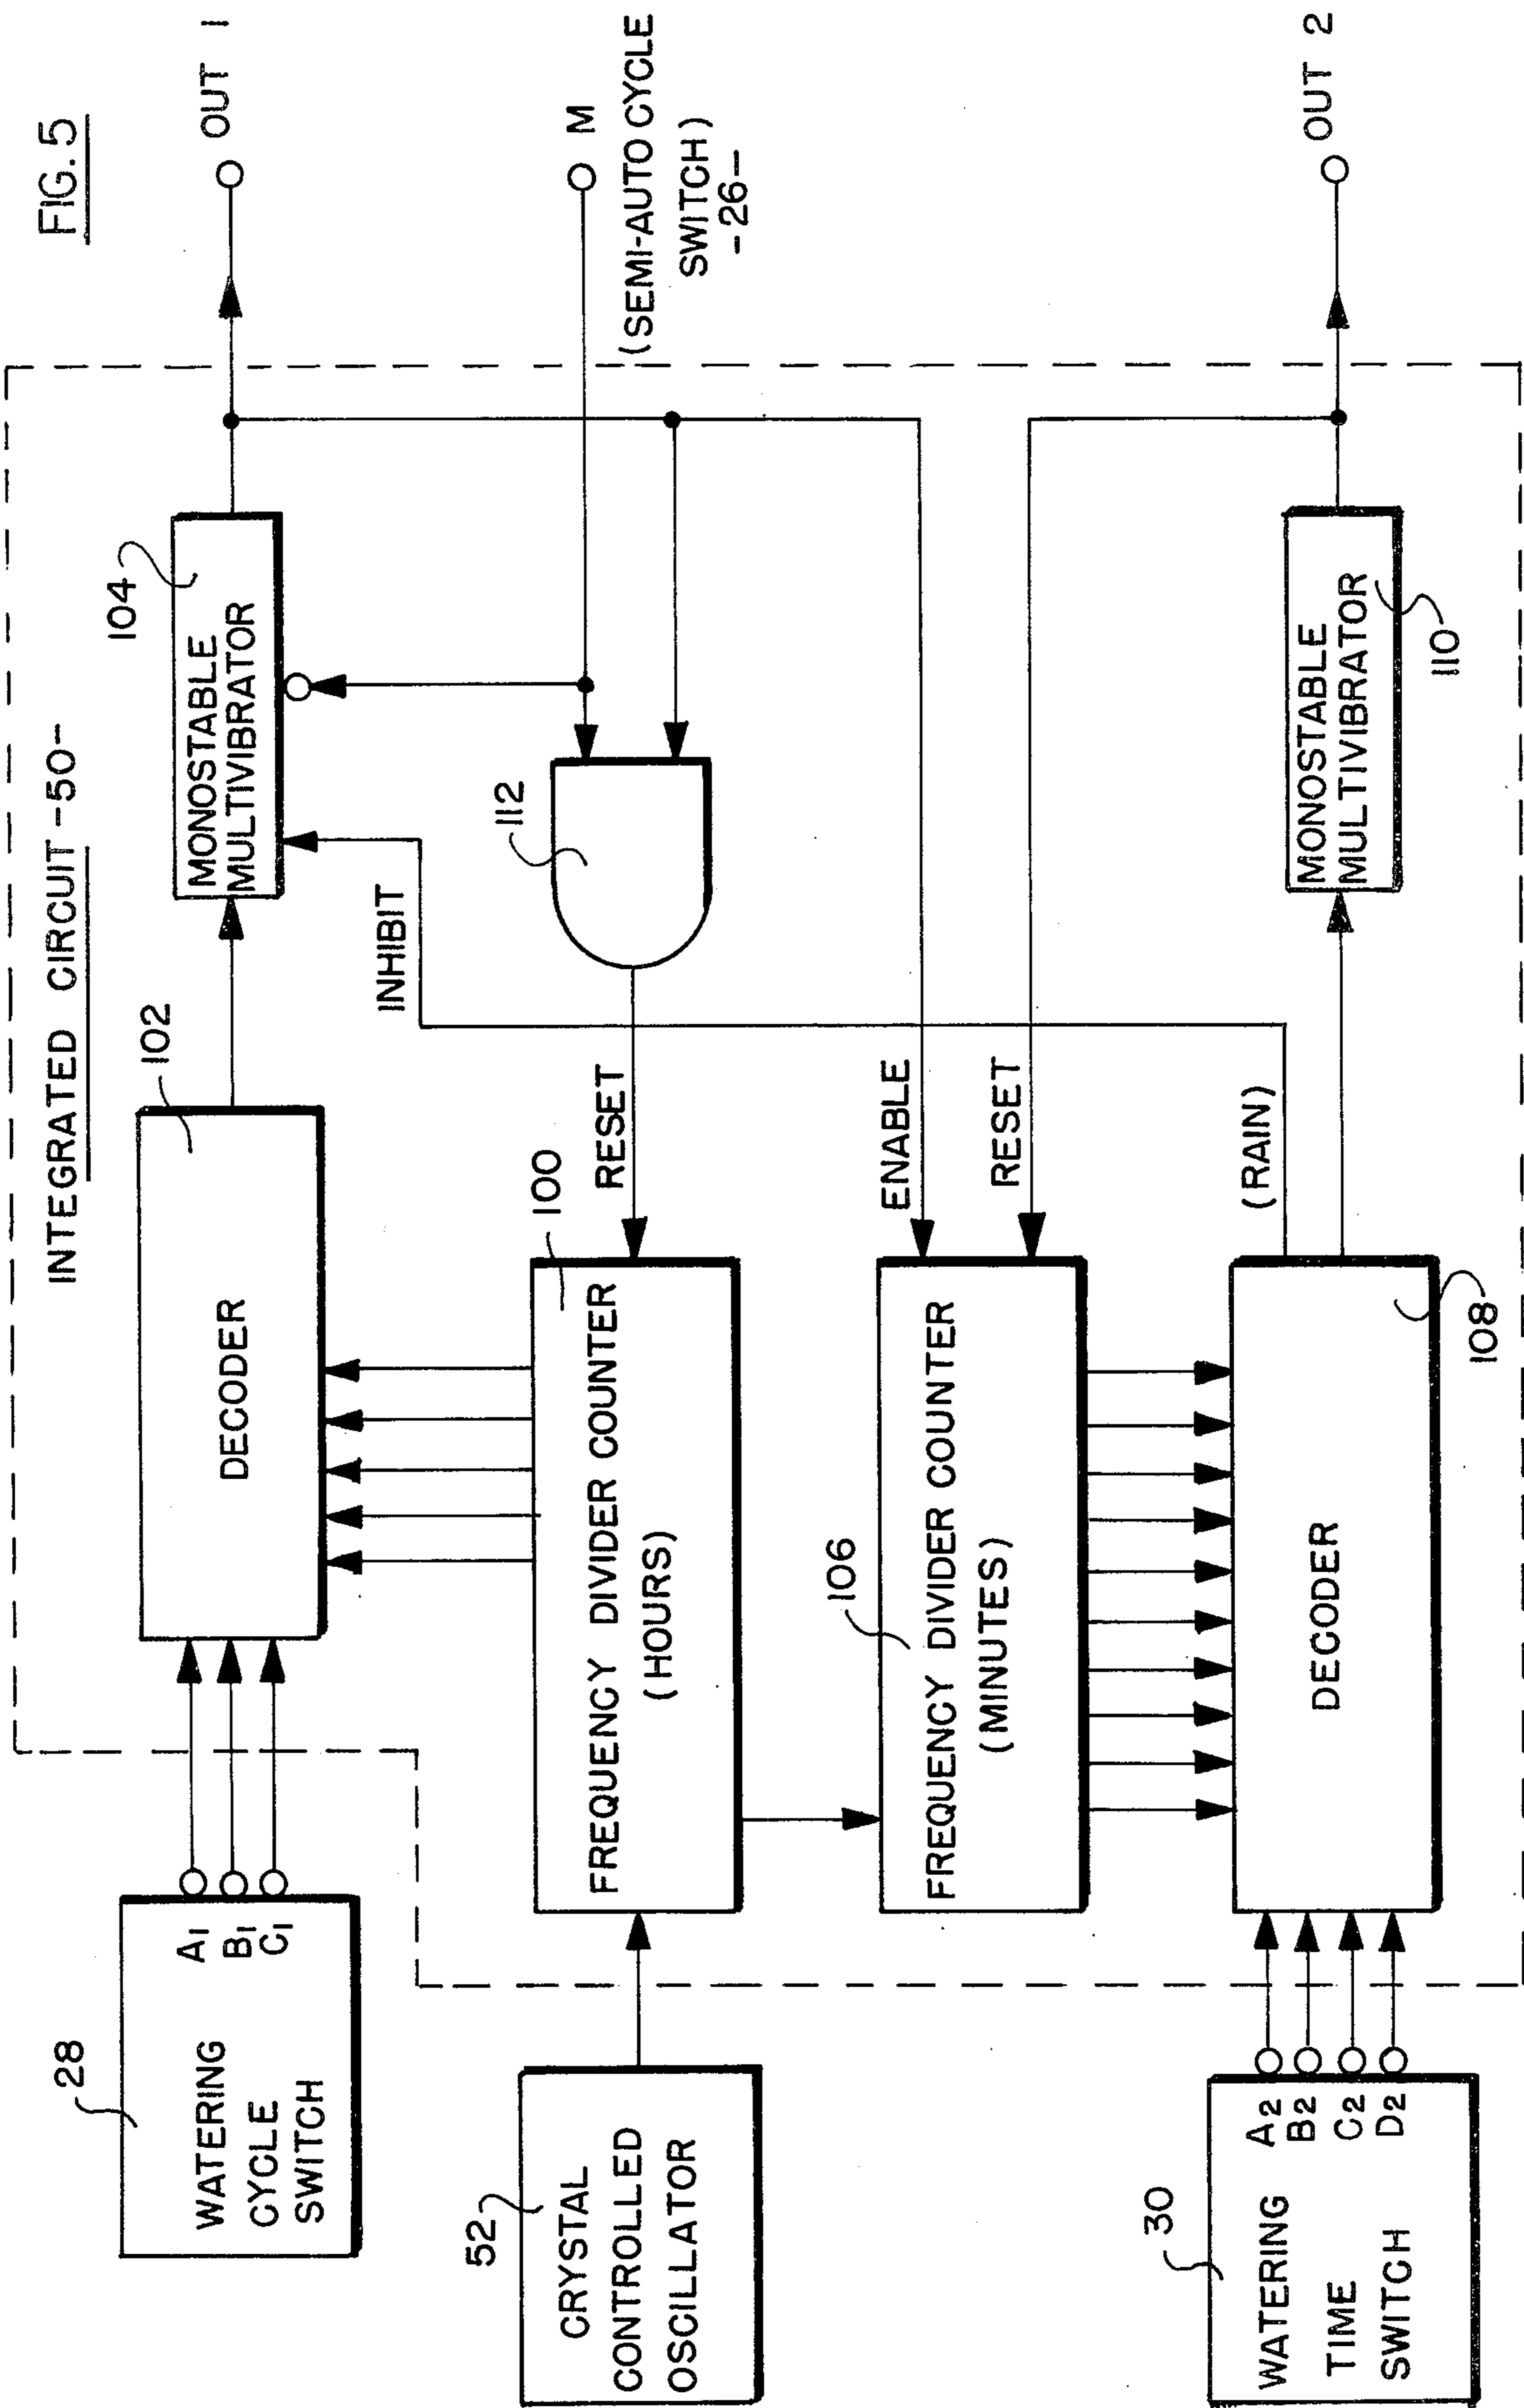 FIG. 5
INTEGRATED CIRCUIT -50-
28
WATERING
CYCLE
SWITCH
A1
B1
C1
102
DECODER
104
MONOSTABLE
MULTIVIBRATOR
OUT 1
INHIBIT
112
M
(SEMI-AUTO CYCLE
SWITCH)
-26-
52
CRYSTAL
CONTROLLED
OSCILLATOR
100
FREQUENCY DIVIDER COUNTER
(HOURS)
RESET
106
FREQUENCY DIVIDER COUNTER
(MINUTES)
ENABLE
RESET
30
WATERING
TIME
SWITCH
A2
B2
C2
D2
DECODER
108
(RAIN)
MONOSTABLE
MULTIVIBRATOR
110
OUT 2